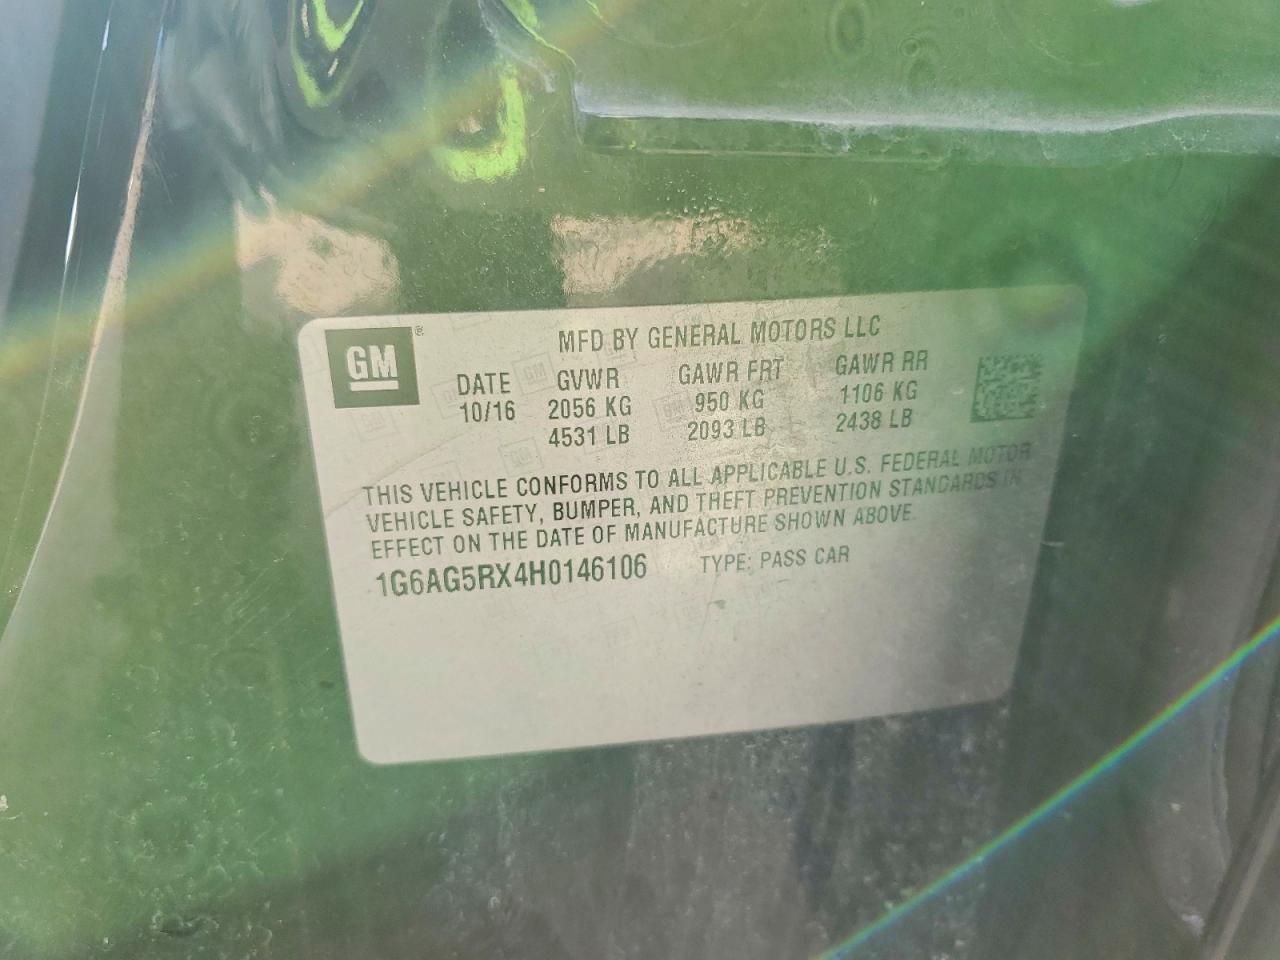 GM®
MFD BY GENERAL MOTORS LLC
DATE GVWR GAWR FRT GAWR RR
10/16 2056 KG 950 KG 1106 KG
4531 LB 2093 LB 2438 LB
THIS VEHICLE CONFORMS TO ALL APPLICABLE U.S. FEDERAL MOTOR
VEHICLE SAFETY, BUMPER, AND THEFT PREVENTION STANDARDS IN
EFFECT ON THE DATE OF MANUFACTURE SHOWN ABOVE.
1G6AG5RX4H0146106 TYPE: PASS CAR